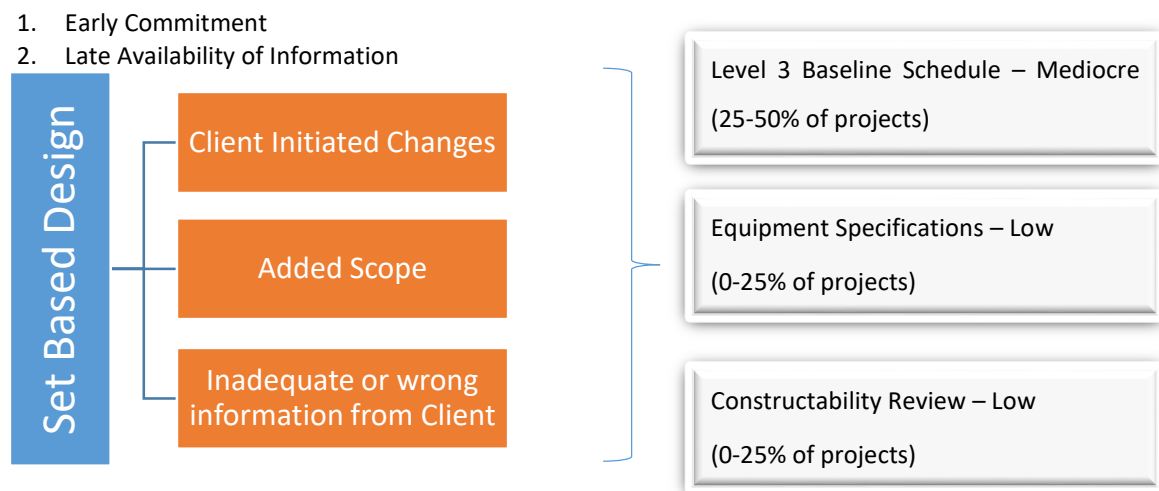 1. Early Commitment
2. Late Availability of Information
Set Based Design
Client Initiated Changes
Added Scope
Inadequate or wrong
information from Client
Level 3 Baseline Schedule – Mediocre
(25-50% of projects)
Equipment Specifications – Low
(0-25% of projects)
Constructability Review – Low
(0-25% of projects)